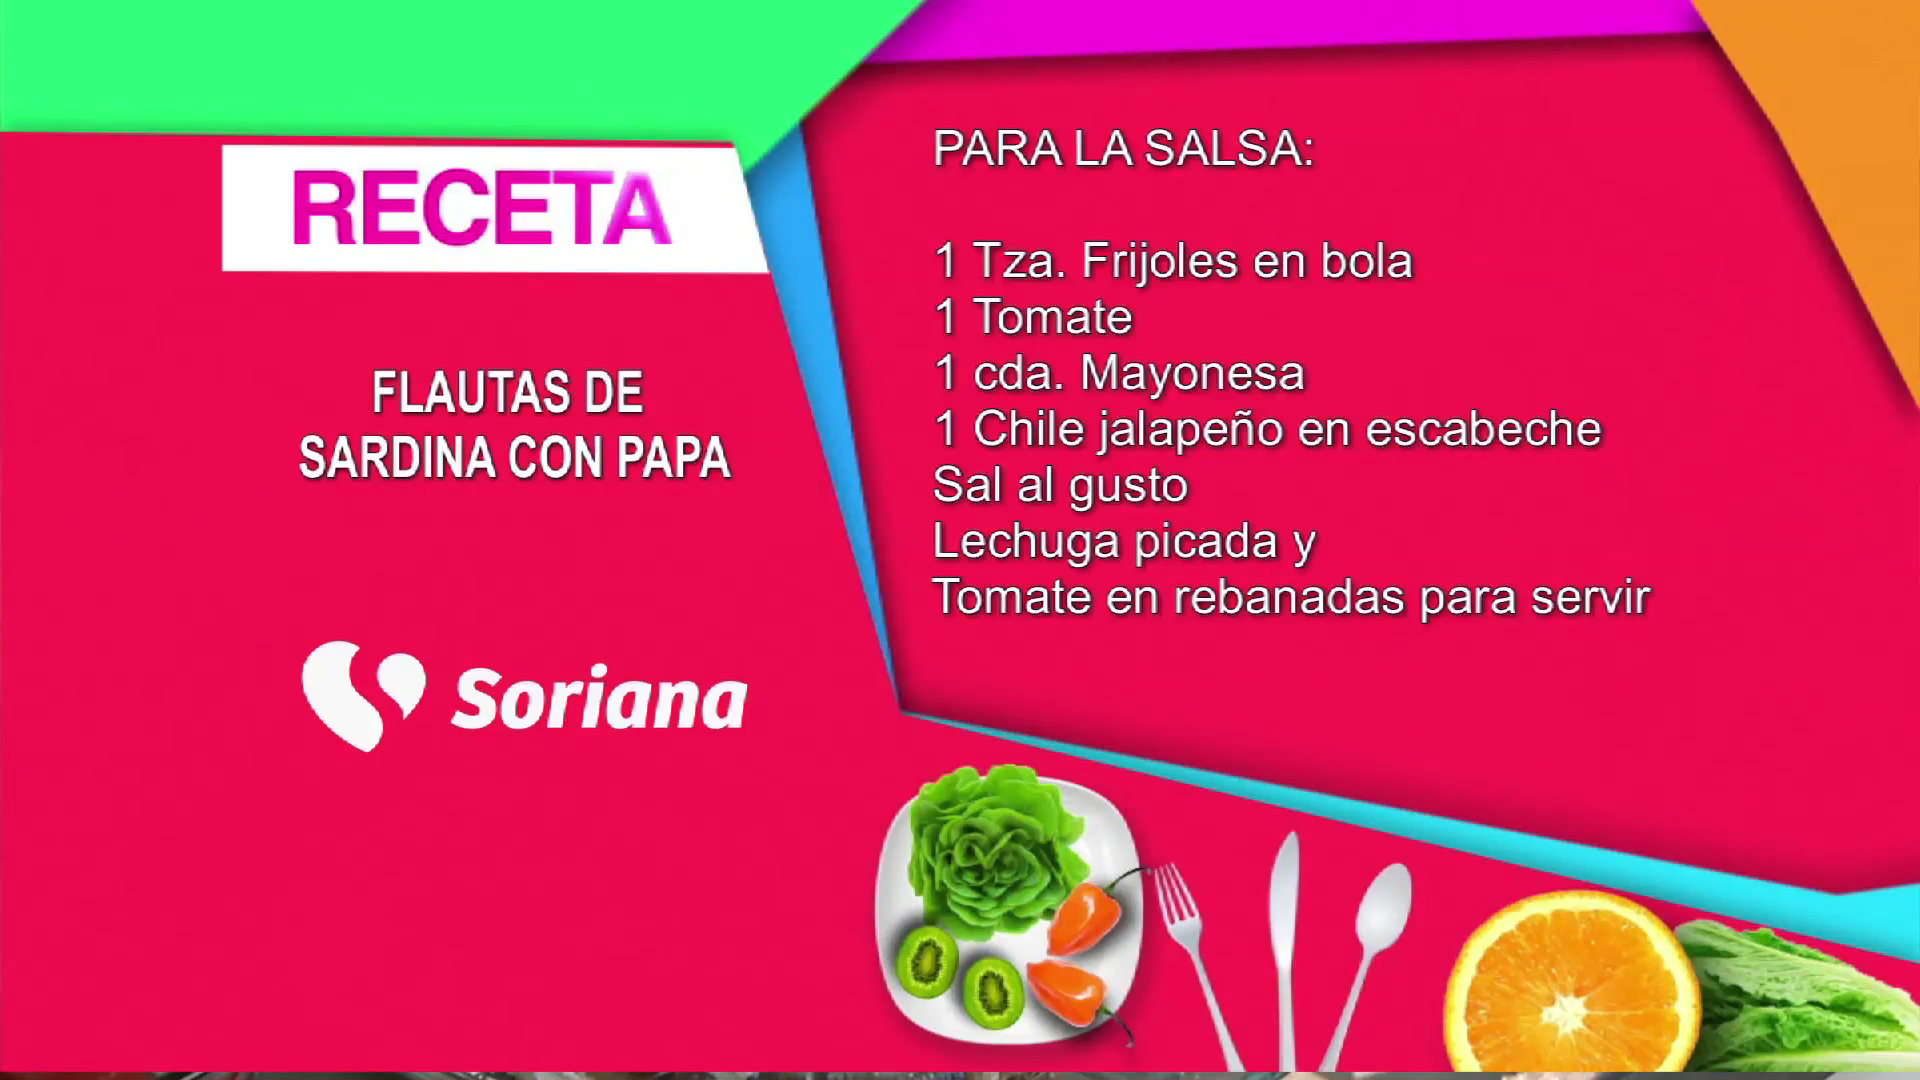 RECETA
FLAUTAS DE
SARDINA CON PAPA
Soriana
PARA LA SALSA:
1 Tza. Frijoles en bola
1 Tomate
1 cda. Mayonesa
1 Chile jalapeño en escabeche
Sal al gusto
Lechuga picada y
Tomate en rebanadas para servir